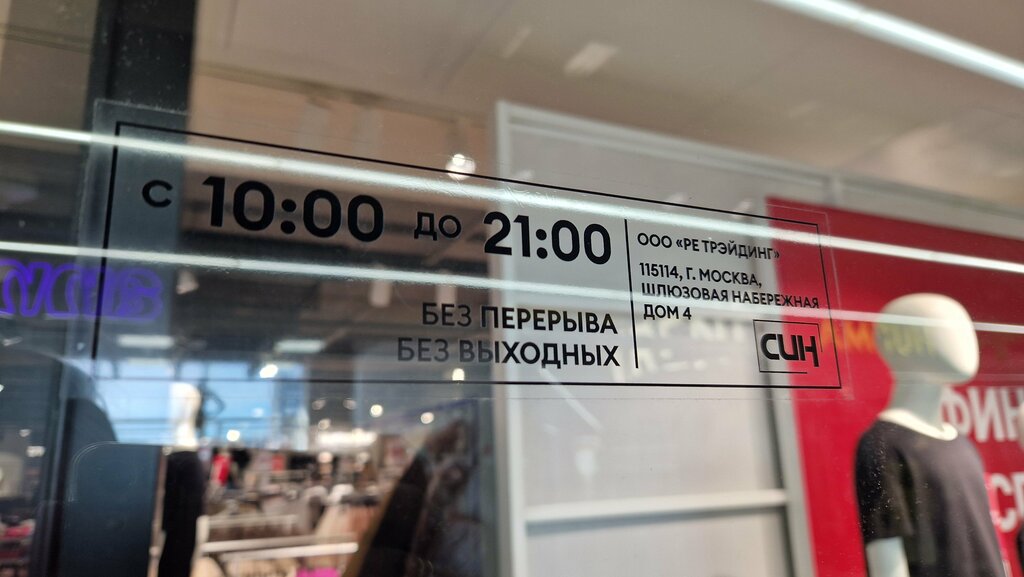 С 10:00 ДО 21:00
БЕЗ ПЕРЕРЫВА
БЕЗ ВЫХОДНЫХ
ООО «РЕ ТРЭЙДИНГ»
115114, Г. МОСКВА,
ШЛЮЗОВАЯ НАБЕРЕЖНАЯ
ДОМ 4
СИН
ФИН